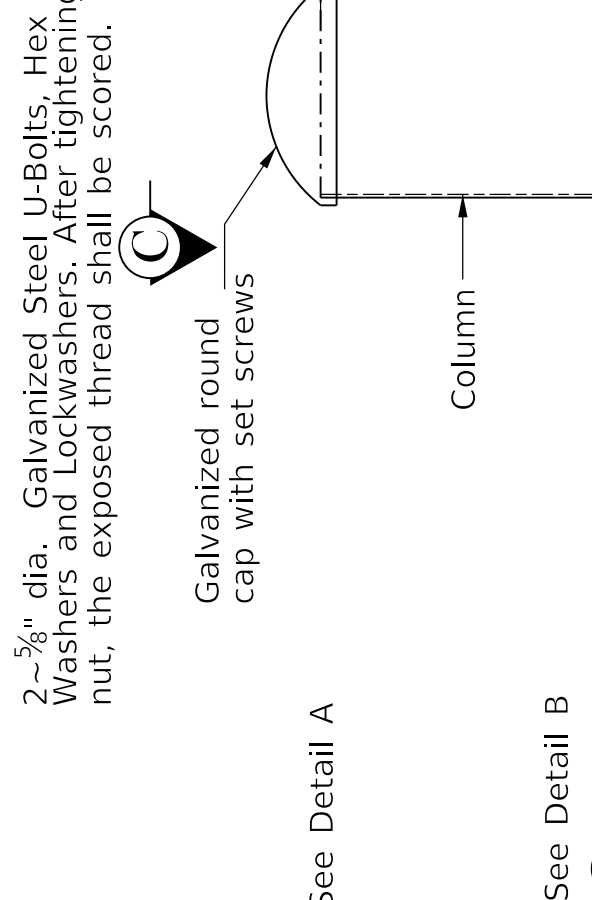 2~⅝" dia. Galvanized Steel U-Bolts, Hex
Washers and Lockwashers. After tightening
nut, the exposed thread shall be scored.
C
Galvanized round
cap with set screws
Column
See Detail A
See Detail B